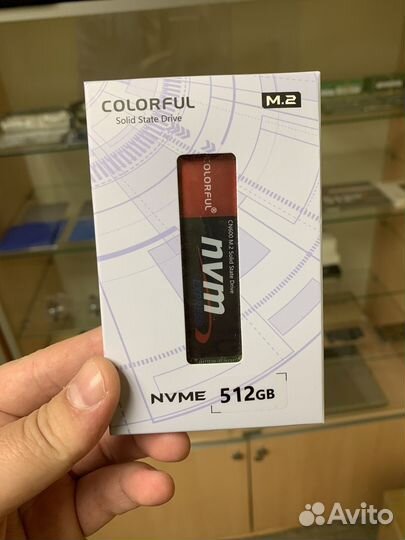 COLORFUL
M.2
Solid State Drive
COLORFUL®
CN600 M.2 Solid State Drive
nvm
NVME 512GB
Avito